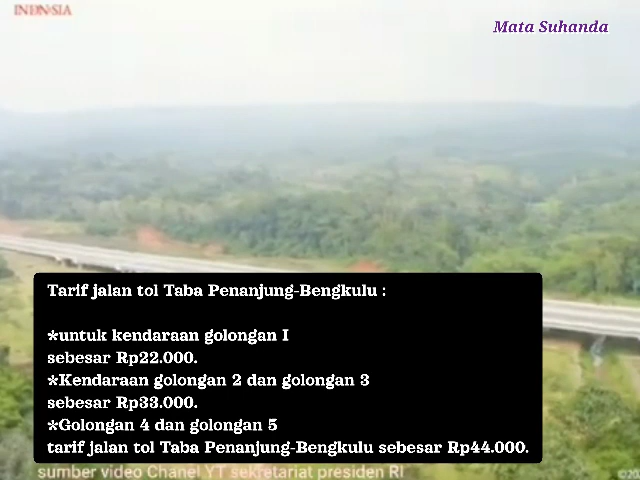 INDONESIA
Mata Suhanda
Tarif jalan tol Taba Penanjung-Bengkulu :
*untuk kendaraan golongan I
sebesar Rp22.000.
*Kendaraan golongan 2 dan golongan 3
sebesar Rp33.000.
*Golongan 4 dan golongan 5
tarif jalan tol Taba Penanjung-Bengkulu sebesar Rp44.000.
sumber video Chanel YT sekretariat presiden RI